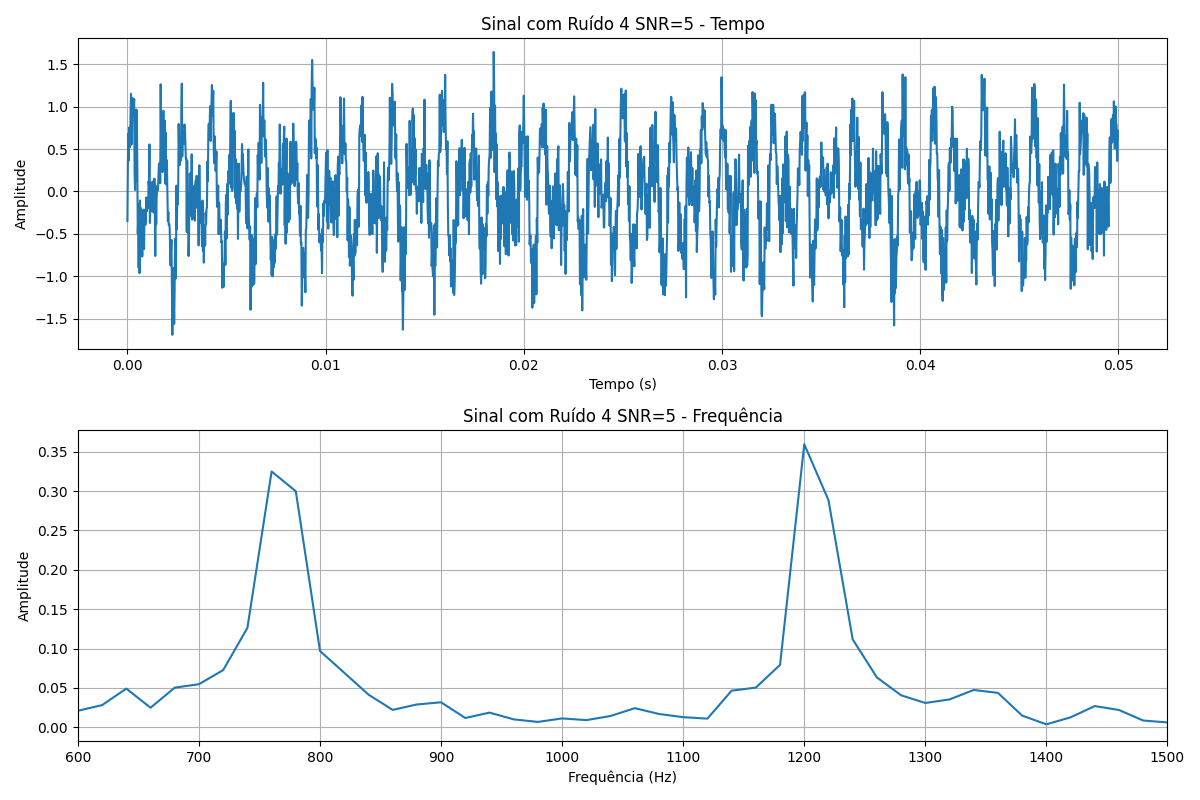 Sinal com Ruído 4 SNR=5 - Tempo
Amplitude
1.5
1.0
0.5
0.0
−0.5
−1.0
−1.5
0.00 0.01 0.02 0.03 0.04 0.05
Tempo (s)
Sinal com Ruído 4 SNR=5 - Frequência
Amplitude
0.35
0.30
0.25
0.20
0.15
0.10
0.05
0.00
600 700 800 900 1000 1100 1200 1300 1400 1500
Frequência (Hz)